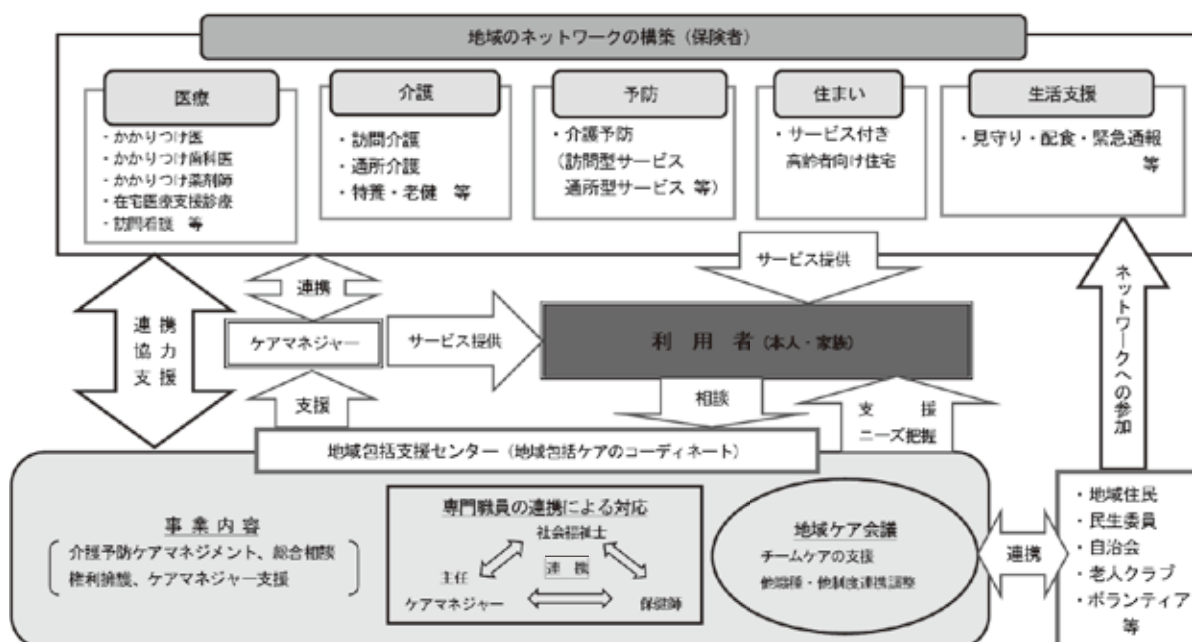 地域のネットワークの構築（保険者）
医療
・かかりつけ医
・かかりつけ歯科医
・かかりつけ薬剤師
・在宅医療支援診療
・訪問看護　等
介護
・訪問介護
・通所介護
・特養・老健　等
予防
・介護予防
（訪問型サービス
通所型サービス 等）
住まい
・サービス付き
高齢者向け住宅
生活支援
・見守り・配食・緊急通報
等
連携
協力
支援
連携
ケアマネジャー
サービス提供
サービス提供
利用者（本人・家族）
支援
相談
支援
ニーズ把握
ネットワークへの参加
地域包括支援センター（地域包括ケアのコーディネート）
事業内容
介護予防ケアマネジメント、総合相談
権利擁護、ケアマネジャー支援
専門職員の連携による対応
社会福祉士
連携
主任
ケアマネジャー
保健師
地域ケア会議
チームケアの支援
他職種・他制度連携調整
連携
・地域住民
・民生委員
・自治会
・老人クラブ
・ボランティア
等